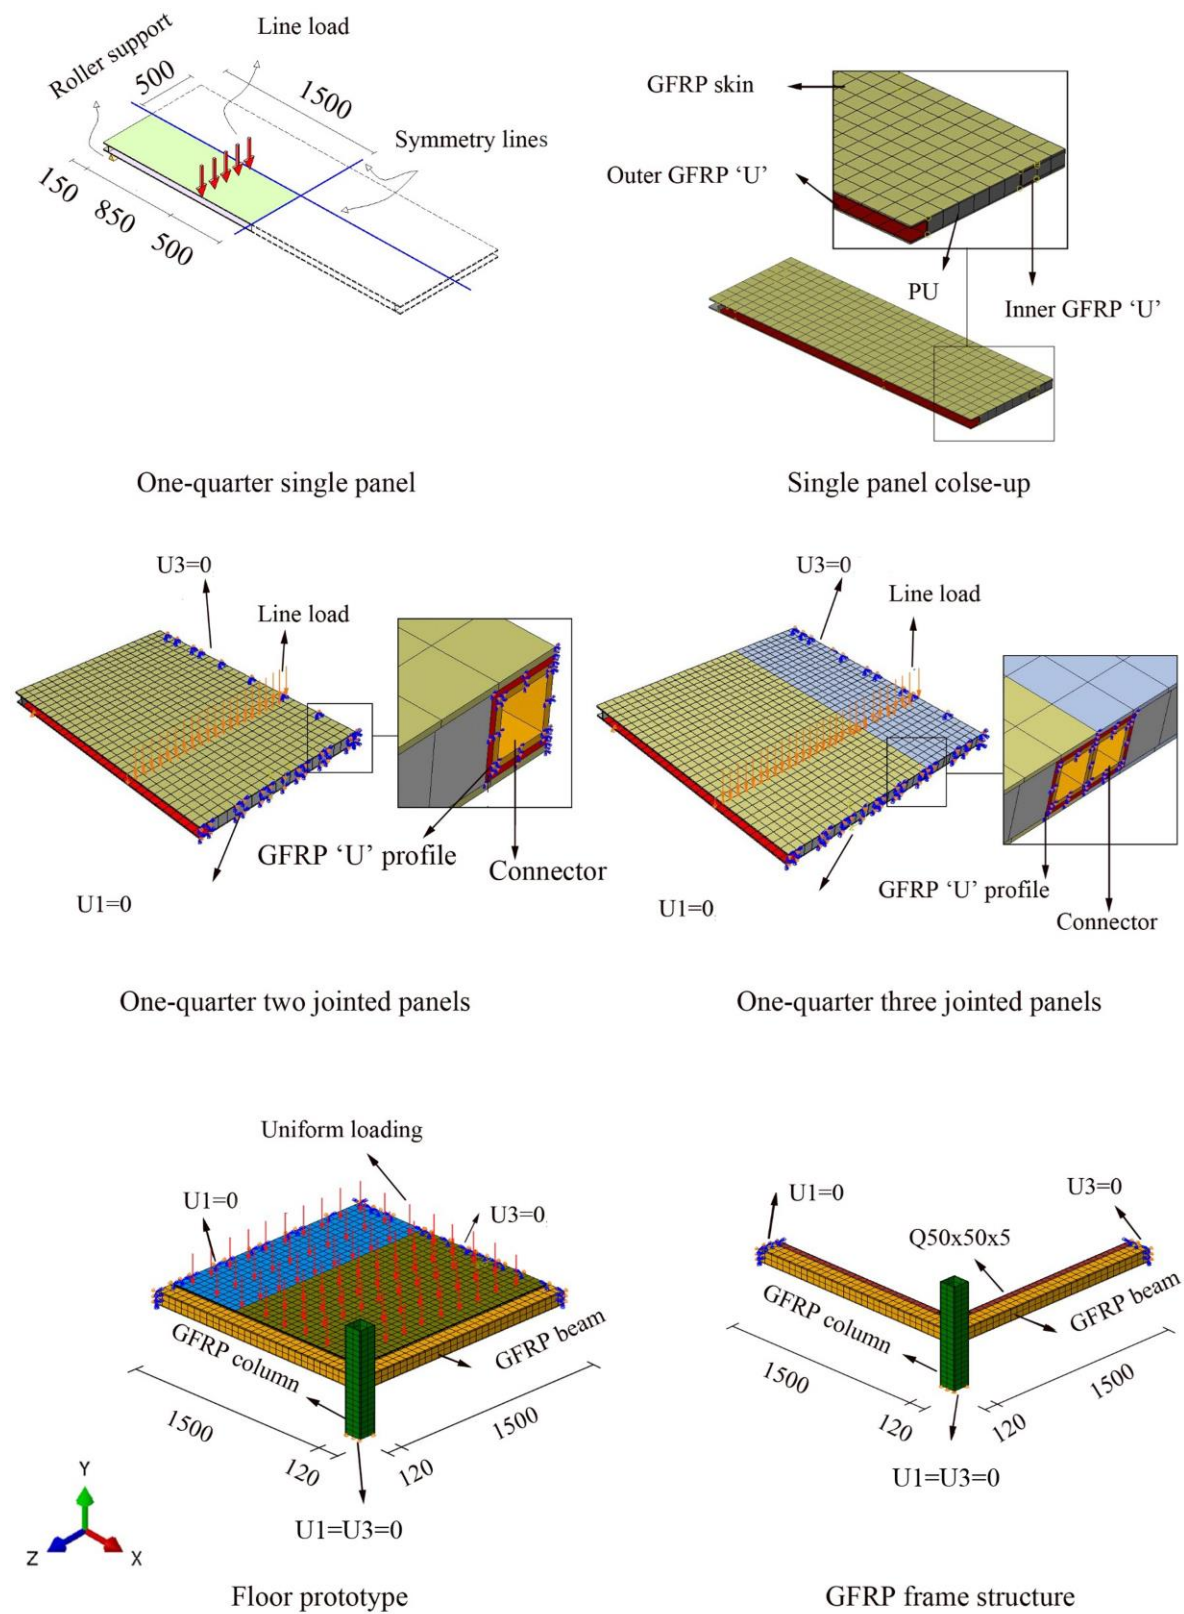 Line load
Roller support
500
1500
Symmetry lines
150
850
500
One-quarter single panel
GFRP skin
Outer GFRP ‘U’
PU
Inner GFRP ‘U’
Single panel colse-up
U3=0
Line load
GFRP ‘U’ profile
Connector
U1=0
One-quarter two jointed panels
U3=0
Line load
GFRP ‘U’ profile
U1=0
Connector
One-quarter three jointed panels
Uniform loading
U1=0
U3=0
GFRP column
GFRP beam
1500
120
120
1500
U1=U3=0
Y
Z
X
Floor prototype
U1=0
U3=0
Q50x50x5
GFRP column
GFRP beam
1500
120
120
1500
U1=U3=0
GFRP frame structure